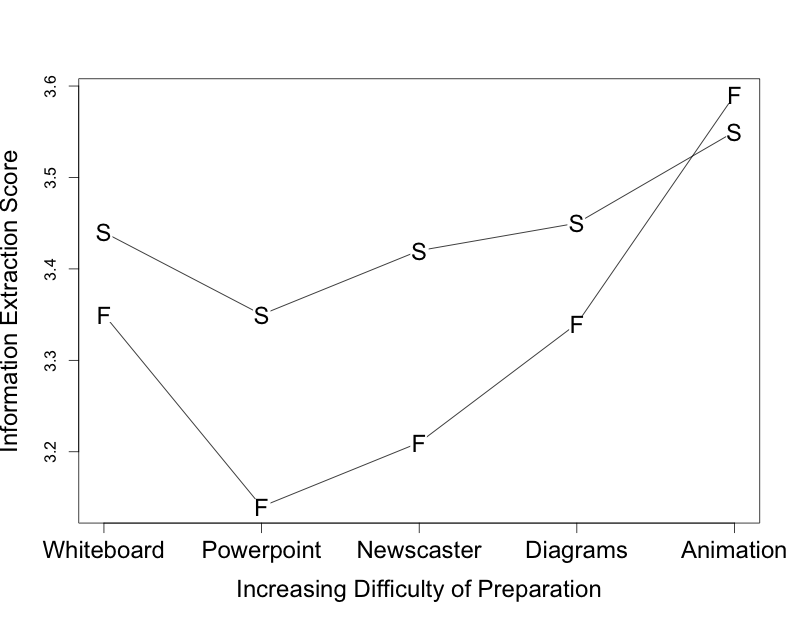 Information Extraction Score
3.6
3.5
3.4
3.3
3.2
F
S
S
S
S
S
F
F
F
F
Whiteboard Powerpoint Newscaster Diagrams Animation
Increasing Difficulty of Preparation